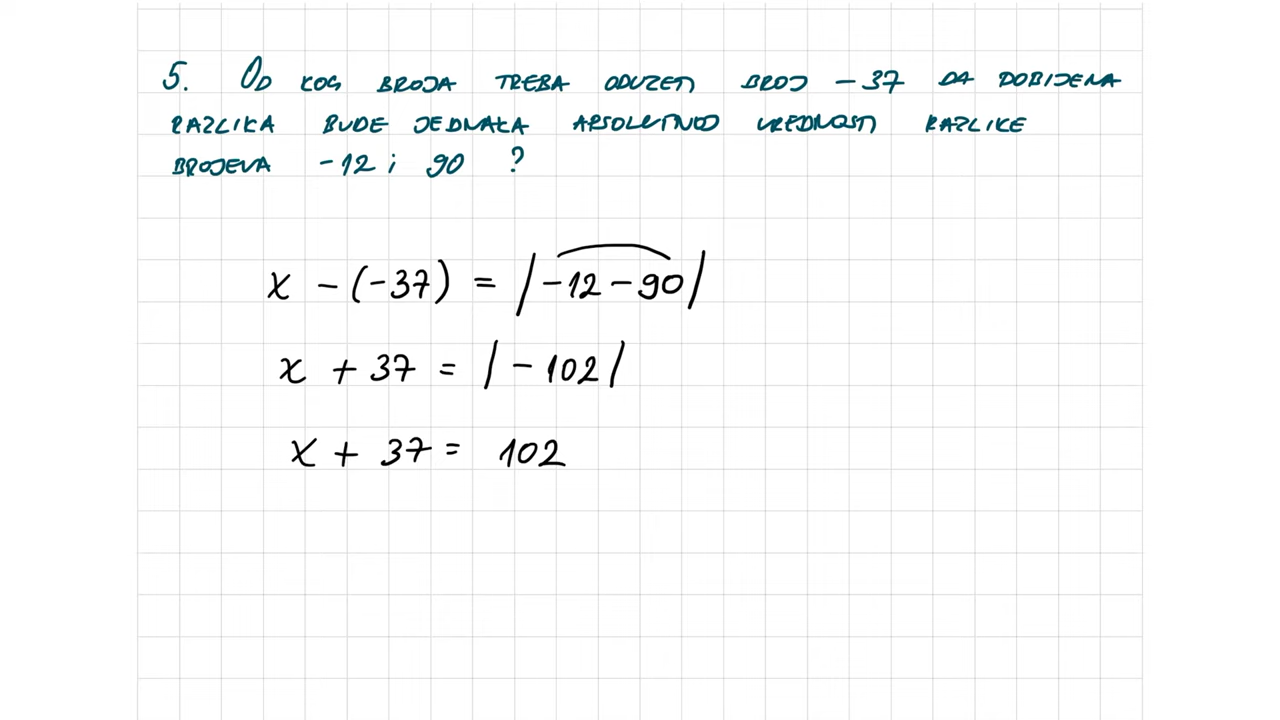 5. OD KOG BROJA TREBA ODUZETI BROJ -37 DA DOBIJENA
RAZLIKA BUDE JEDNAKA APSOLUTNOJ VREDNOSTI RAZLIKE
BROJEVA -12 i 90 ?
x - (-37) = |-12-90|
x + 37 = |-102|
x + 37 = 102